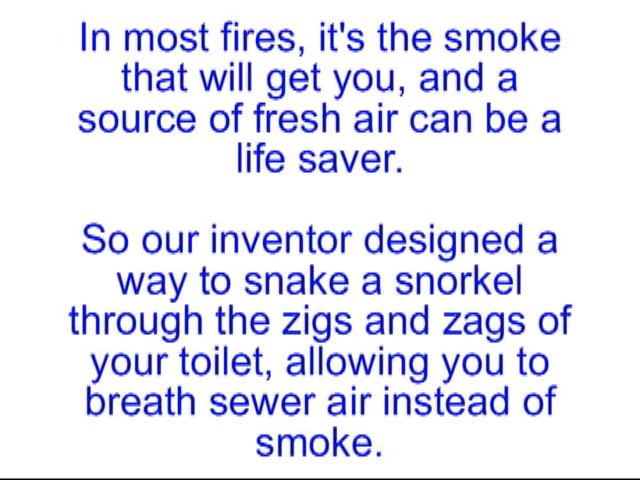 In most fires, it's the smoke
that will get you, and a
source of fresh air can be a
life saver.
So our inventor designed a
way to snake a snorkel
through the zigs and zags of
your toilet, allowing you to
breath sewer air instead of
smoke.